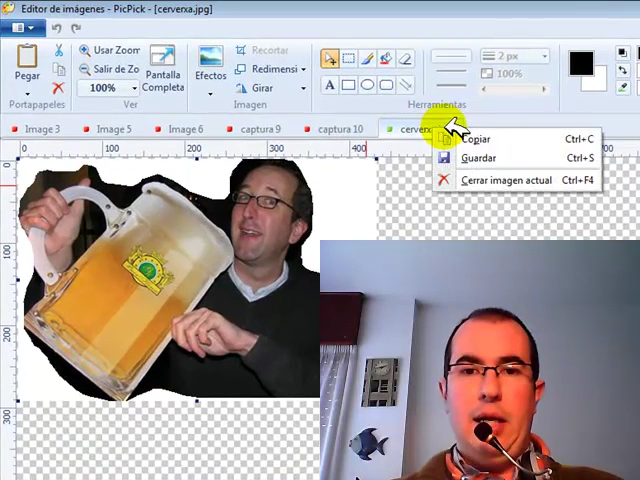 Editor de imágenes - PicPick - [cerverxa.jpg]
Pegar
Portapapeles
Usar Zoom
Salir de Zo
100%
Pantalla
Completa
Ver
Efectos
Recortar
Redimensi
Girar
Imagen
A
2 px
100%
Herramientas
Image 3
Image 5
Image 6
captura 9
captura 10
Copiar Ctrl+C
Guardar Ctrl+S
Cerrar imagen actual Ctrl+F4
0
100
200
300
400
0
100
200
300